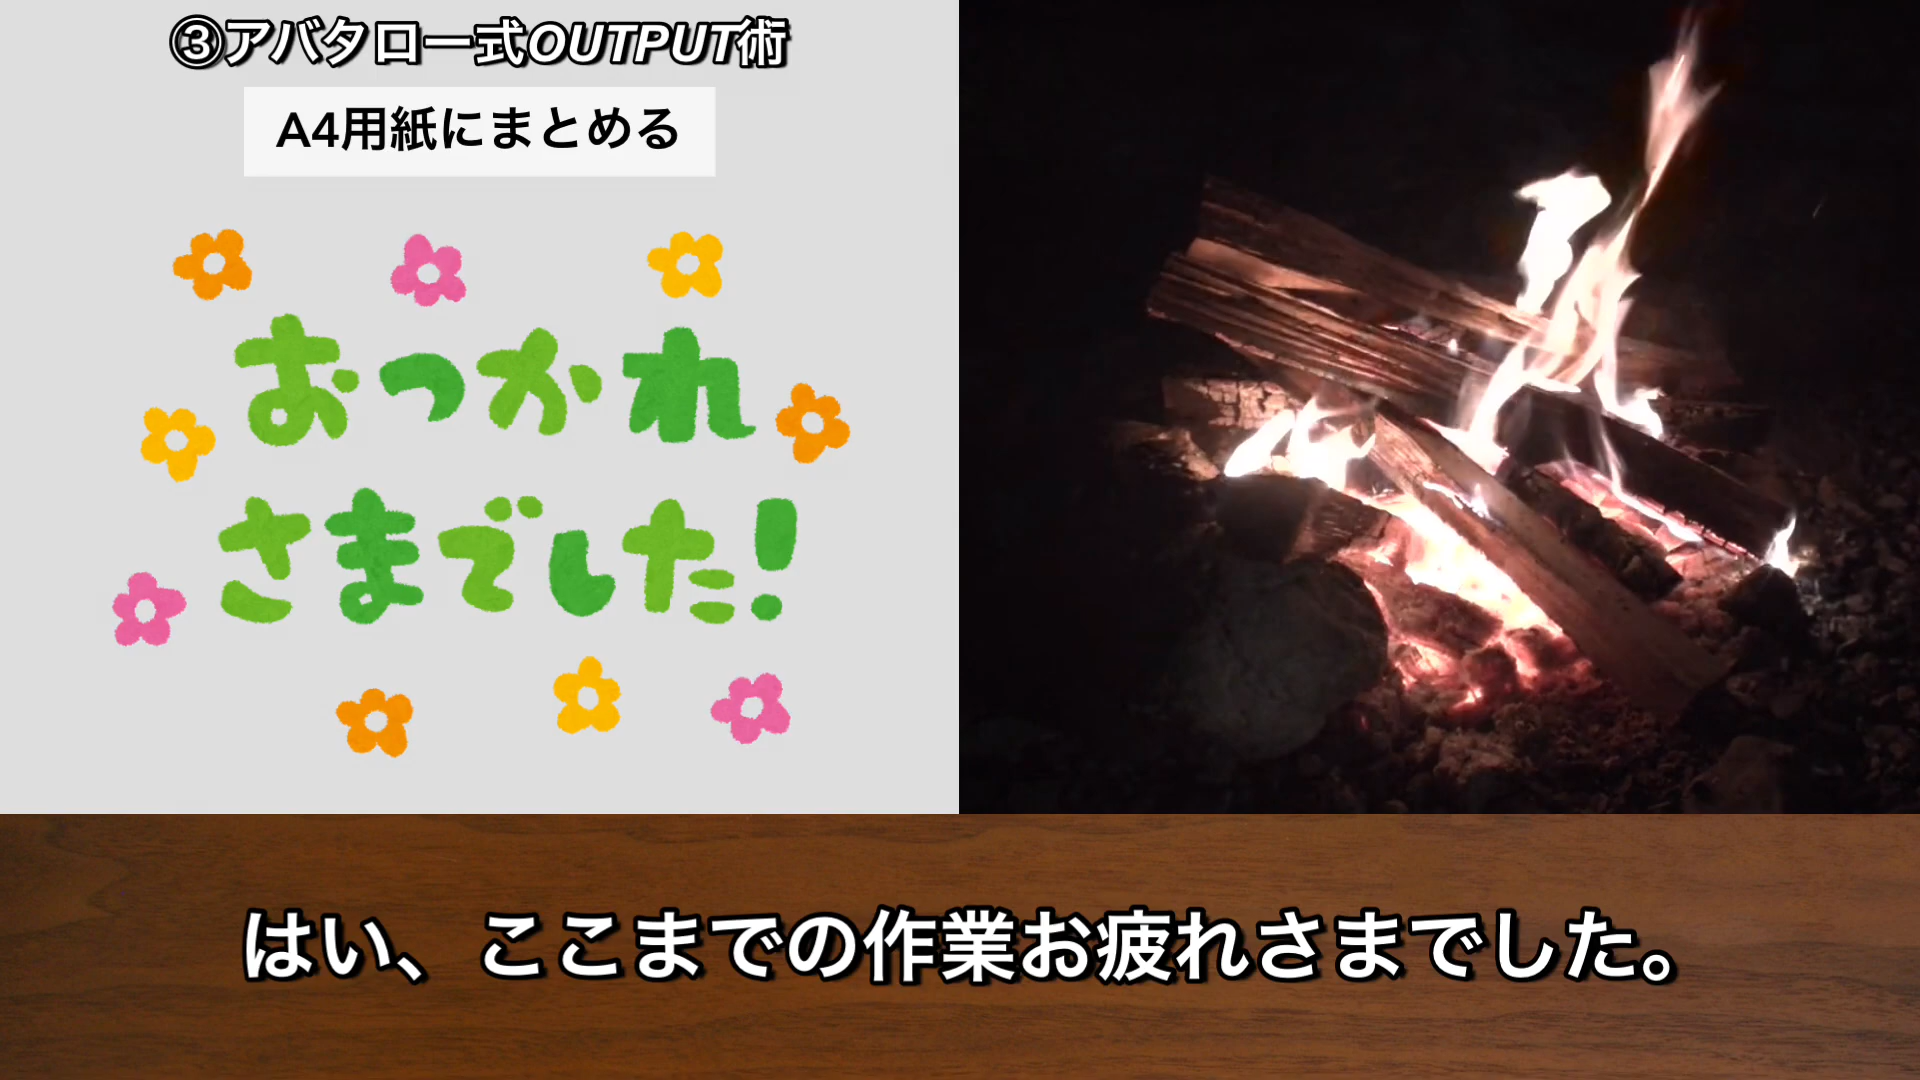 ③アバタロー式OUTPUT術
A4用紙にまとめる
おつかれ
さまでした!
はい、ここまでの作業お疲れさまでした。